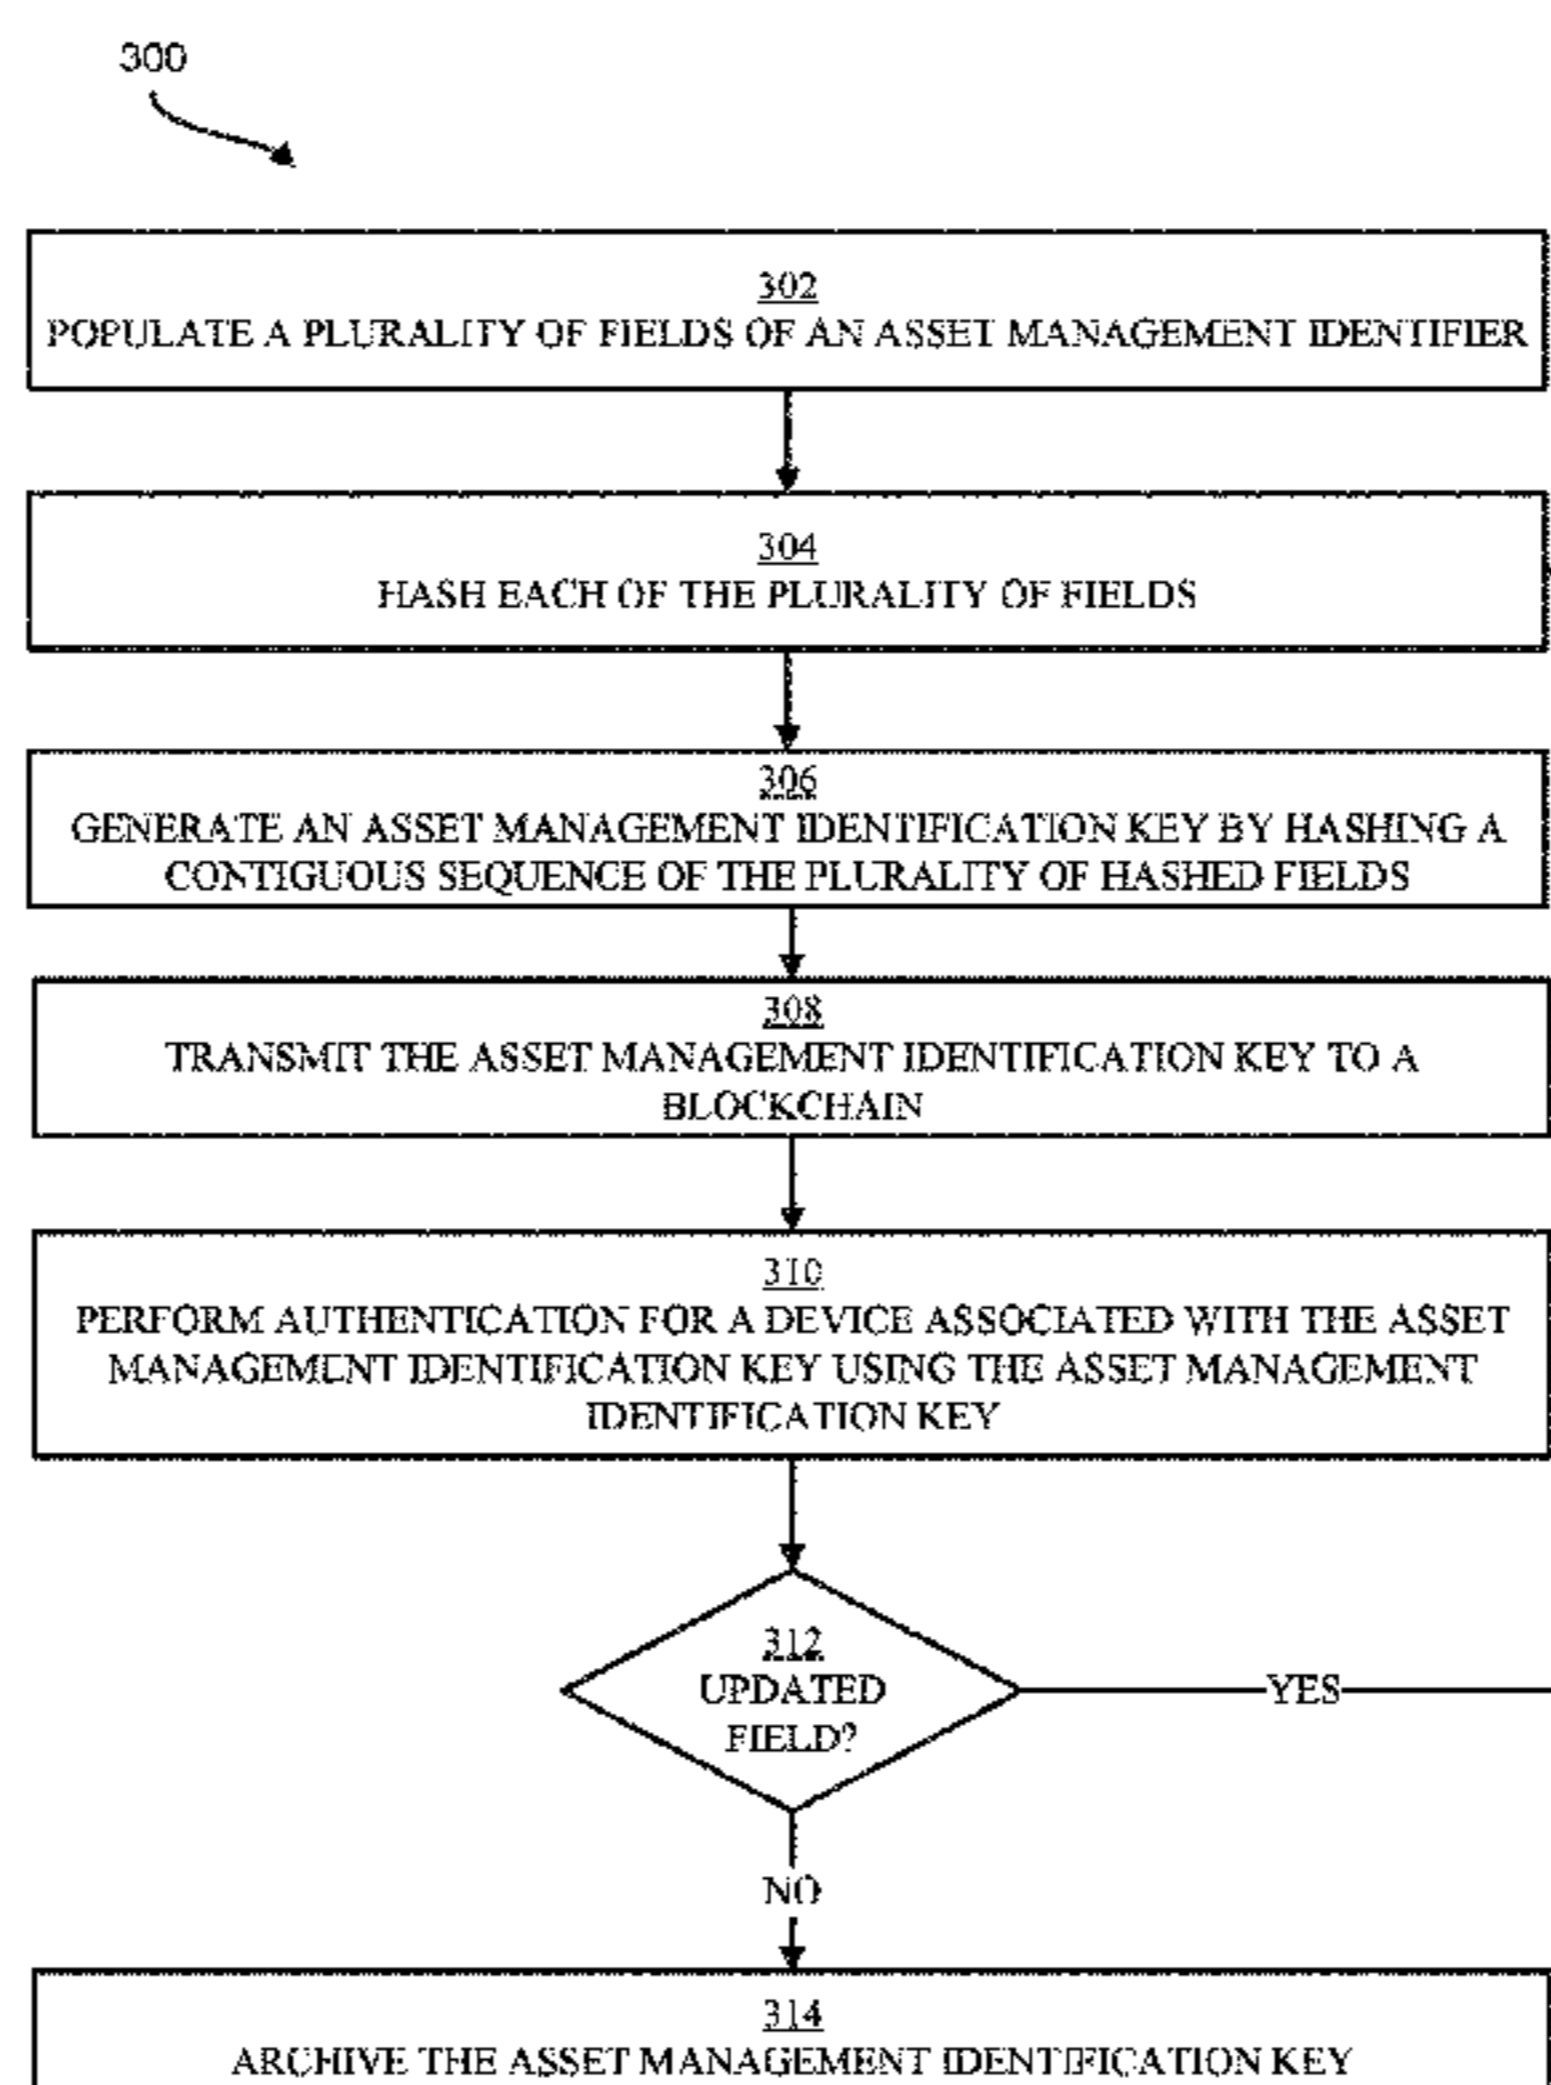 300
302
POPULATE A PLURALITY OF FIELDS OF AN ASSET MANAGEMENT IDENTIFIER
304
HASH EACH OF THE PLURALITY OF FIELDS
306
GENERATE AN ASSET MANAGEMENT IDENTIFICATION KEY BY HASHING A
CONTIGUOUS SEQUENCE OF THE PLURALITY OF HASHED FIELDS
308
TRANSMIT THE ASSET MANAGEMENT IDENTIFICATION KEY TO A
BLOCKCHAIN
310
PERFORM AUTHENTICATION FOR A DEVICE ASSOCIATED WITH THE ASSET
MANAGEMENT IDENTIFICATION KEY USING THE ASSET MANAGEMENT
IDENTIFICATION KEY
312
UPDATED
FIELD?
YES
NO
314
ARCHIVE THE ASSET MANAGEMENT IDENTIFICATION KEY